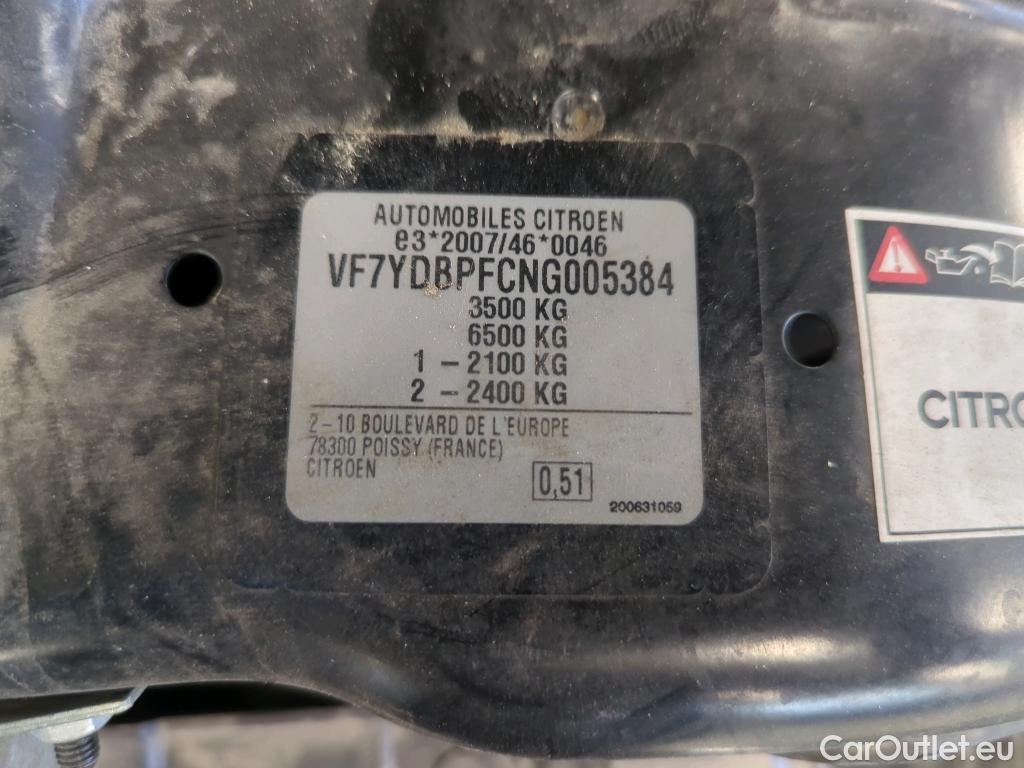 AUTOMOBILES CITROEN
e3*2007/46*0046
VF7YDBPFCNG005384
3500 KG
6500 KG
1 – 2100 KG
2 – 2400 KG
2–10 BOULEVARD DE L'EUROPE
78300 POISSY (FRANCE)
CITROEN
0,51
200631059
CITRO
CarOutlet.eu